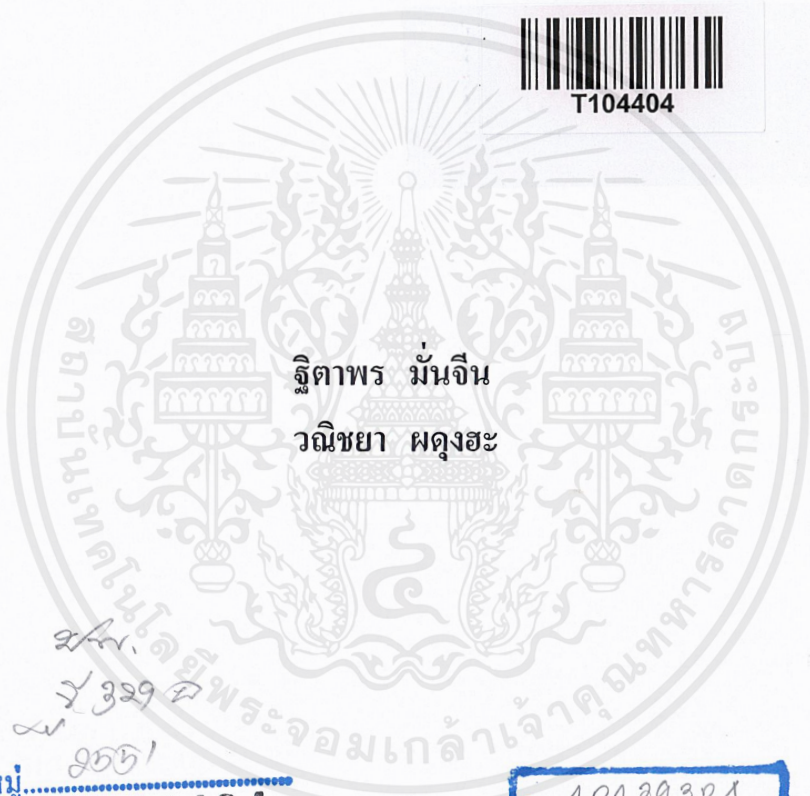 T104404
ฐิตาพร มั่นจีน
วณิชยา ผดุงฮะ
สถาบันเทคโนโลยีพระจอมเกล้าเจ้าคุณทหารลาดกระบัง
2551